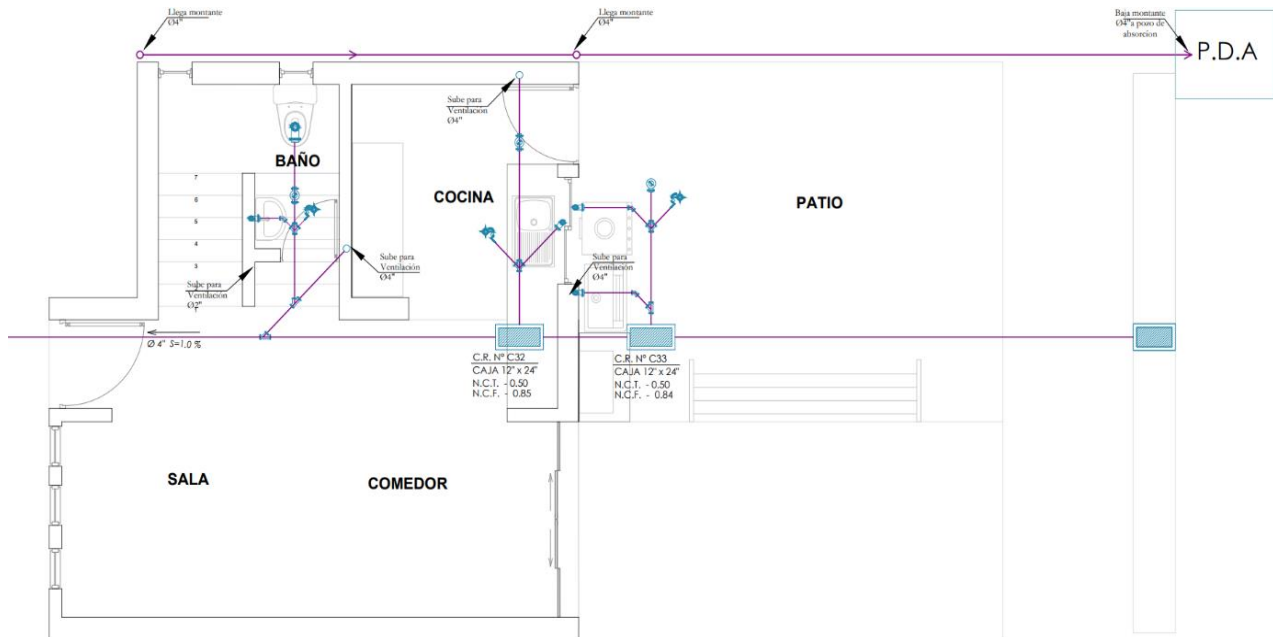 Llega montante
Ø4"
Llega montante
Ø4"
Baja montante
Ø4"a pozo de
absorcion
P.D.A
Sube para
Ventilación
Ø4"
BAÑO
7
6
5
4
3
2
1
COCINA
PATIO
Sube para
Ventilación
Ø4"
Sube para
Ventilación
Ø4"
Sube para
Ventilación
Ø2"
Ø 4" S=1.0 %
C.R. Nº C32
CAJA 12" x 24"
N.C.T. - 0.50
N.C.F. - 0.85
C.R. Nº C33
CAJA 12" x 24"
N.C.T. - 0.50
N.C.F. - 0.84
SALA
COMEDOR